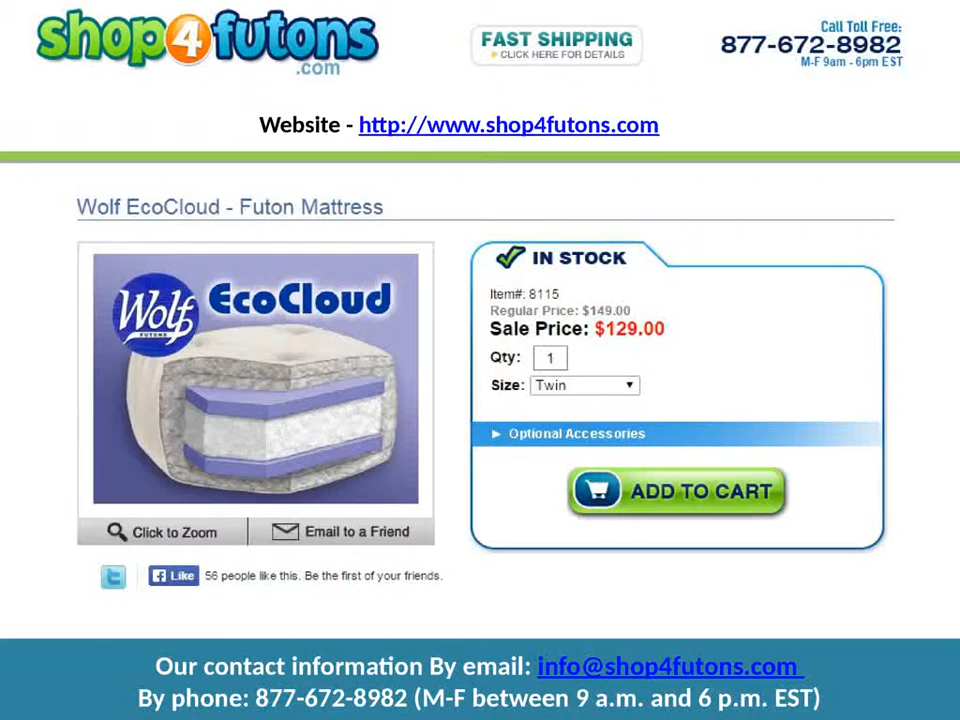 shop4futons
.com
FAST SHIPPING
CLICK HERE FOR DETAILS
Call Toll Free:
877-672-8982
M-F 9am - 6pm EST
Website - http://www.shop4futons.com
Wolf EcoCloud - Futon Mattress
Wolf
FUTONS
EcoCloud
Click to Zoom
Email to a Friend
IN STOCK
Item#: 8115
Regular Price: $149.00
Sale Price: $129.00
Qty: 1
Size: Twin
Optional Accessories
ADD TO CART
Like 56 people like this. Be the first of your friends.
Our contact information By email: info@shop4futons.com
By phone: 877-672-8982 (M-F between 9 a.m. and 6 p.m. EST)